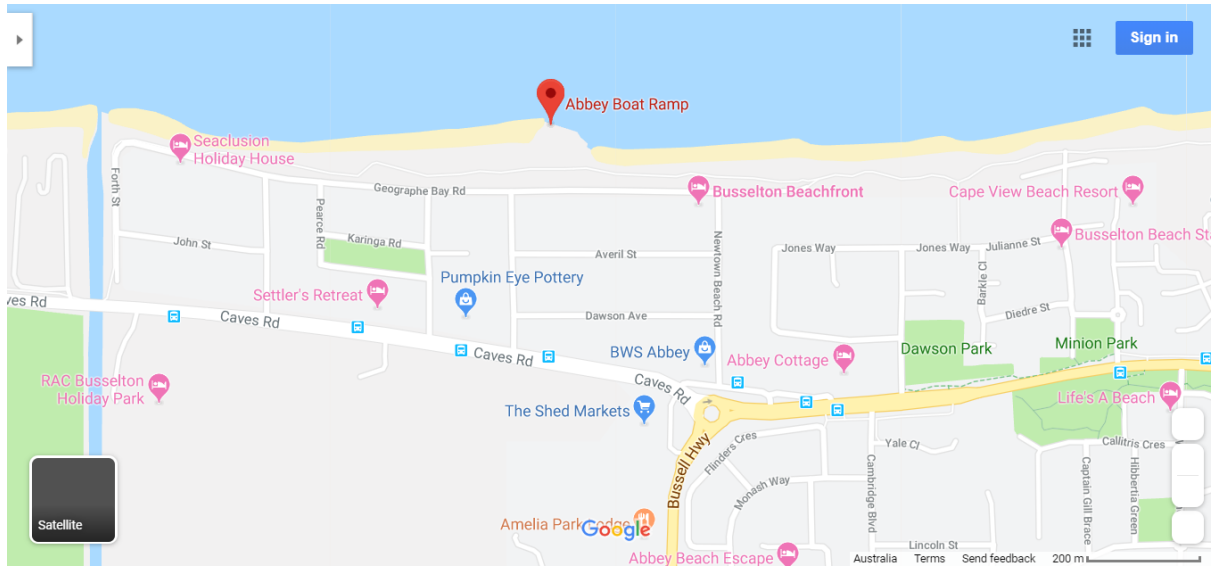 Sign in
Abbey Boat Ramp
Seaclusion
Holiday House
Forth St
Geographe Bay Rd
Busselton Beachfront
Cape View Beach Resort
Pearce Rd
Karinga Rd
John St
Averil St
Newtown Beach Rd
Jones Way
Jones Way
Julianne St
Busselton Beach Sta
Barkle Cl
Pumpkin Eye Pottery
Settler's Retreat
ves Rd
Caves Rd
Dawson Ave
Deidre St
BWS Abbey
Abbey Cottage
Dawson Park
Minion Park
Caves Rd
RAC Busselton
Holiday Park
Caves Rd
The Shed Markets
Life's A Beach
Bussell Hwy
Flinders Cres
Yale Cl
Callitris Cres
Monash Way
Cambridge Blvd
Captain Gill Brace
Hibbertia Green
Satellite
Amelia Park Lodge
Google
Lincoln St
Abbey Beach Escape
Australia Terms Send feedback 200 m